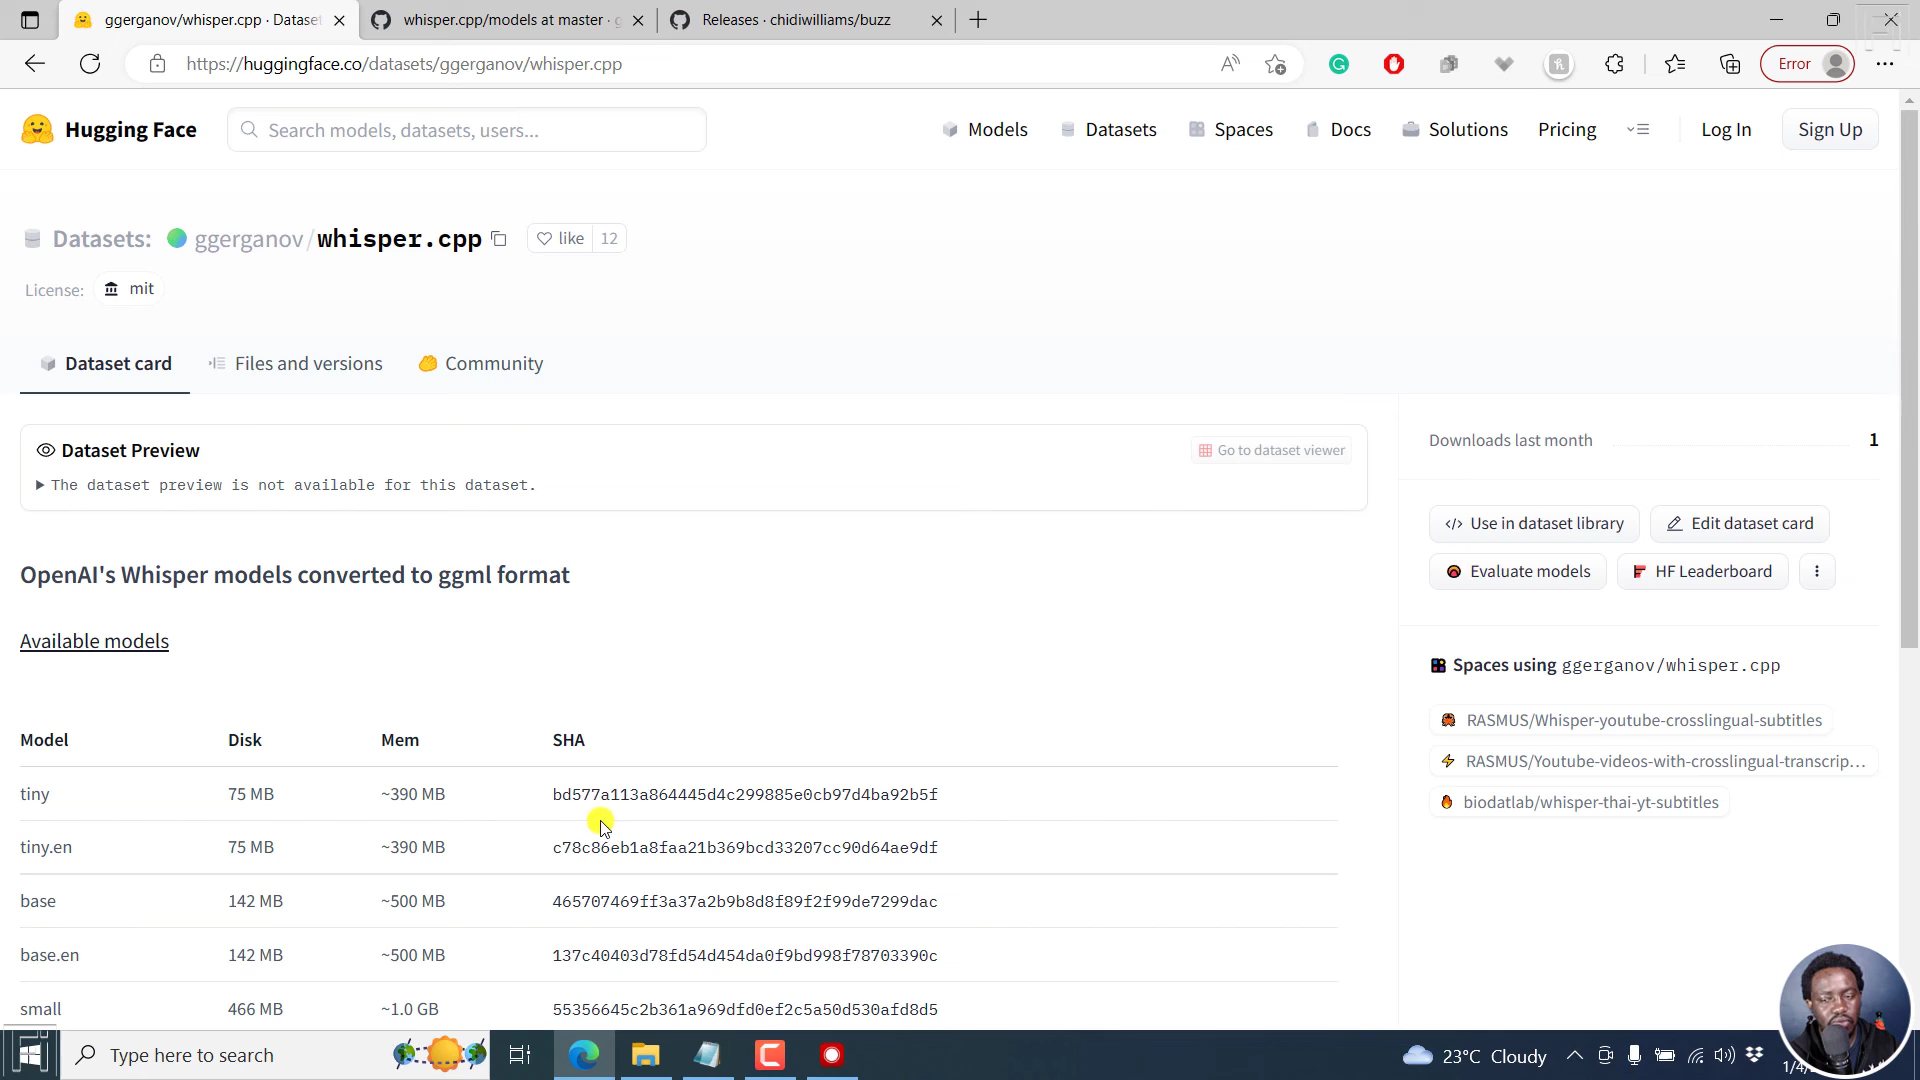 ggerganov/whisper.cpp · Dataset
whisper.cpp/models at master · g
Releases · chidiwilliams/buzz
https://huggingface.co/datasets/ggerganov/whisper.cpp
Error
Hugging Face
Search models, datasets, users...
Models
Datasets
Spaces
Docs
Solutions
Pricing
Log In
Sign Up
Datasets: ggerganov/whisper.cpp
like 12
License: mit
Dataset card
Files and versions
Community
Dataset Preview
Go to dataset viewer
The dataset preview is not available for this dataset.
OpenAI's Whisper models converted to ggml format
Available models
Model Disk Mem SHA
tiny 75 MB ~390 MB bd577a113a864445d4c299885e0cb97d4ba92b5f
tiny.en 75 MB ~390 MB c78c86eb1a8faa21b369bcd33207cc90d64ae9df
base 142 MB ~500 MB 465707469ff3a37a2b9b8d8f89f2f99de7299dac
base.en 142 MB ~500 MB 137c40403d78fd54d454da0f9bd998f78703390c
small 466 MB ~1.0 GB 55356645c2b361a969dfd0ef2c5a50d530afd8d5
Downloads last month 1
Use in dataset library
Edit dataset card
Evaluate models
HF Leaderboard
Spaces using ggerganov/whisper.cpp
RASMUS/Whisper-youtube-crosslingual-subtitles
RASMUS/Youtube-videos-with-crosslingual-transcrip...
biodatlab/whisper-thai-yt-subtitles
Type here to search
23°C Cloudy